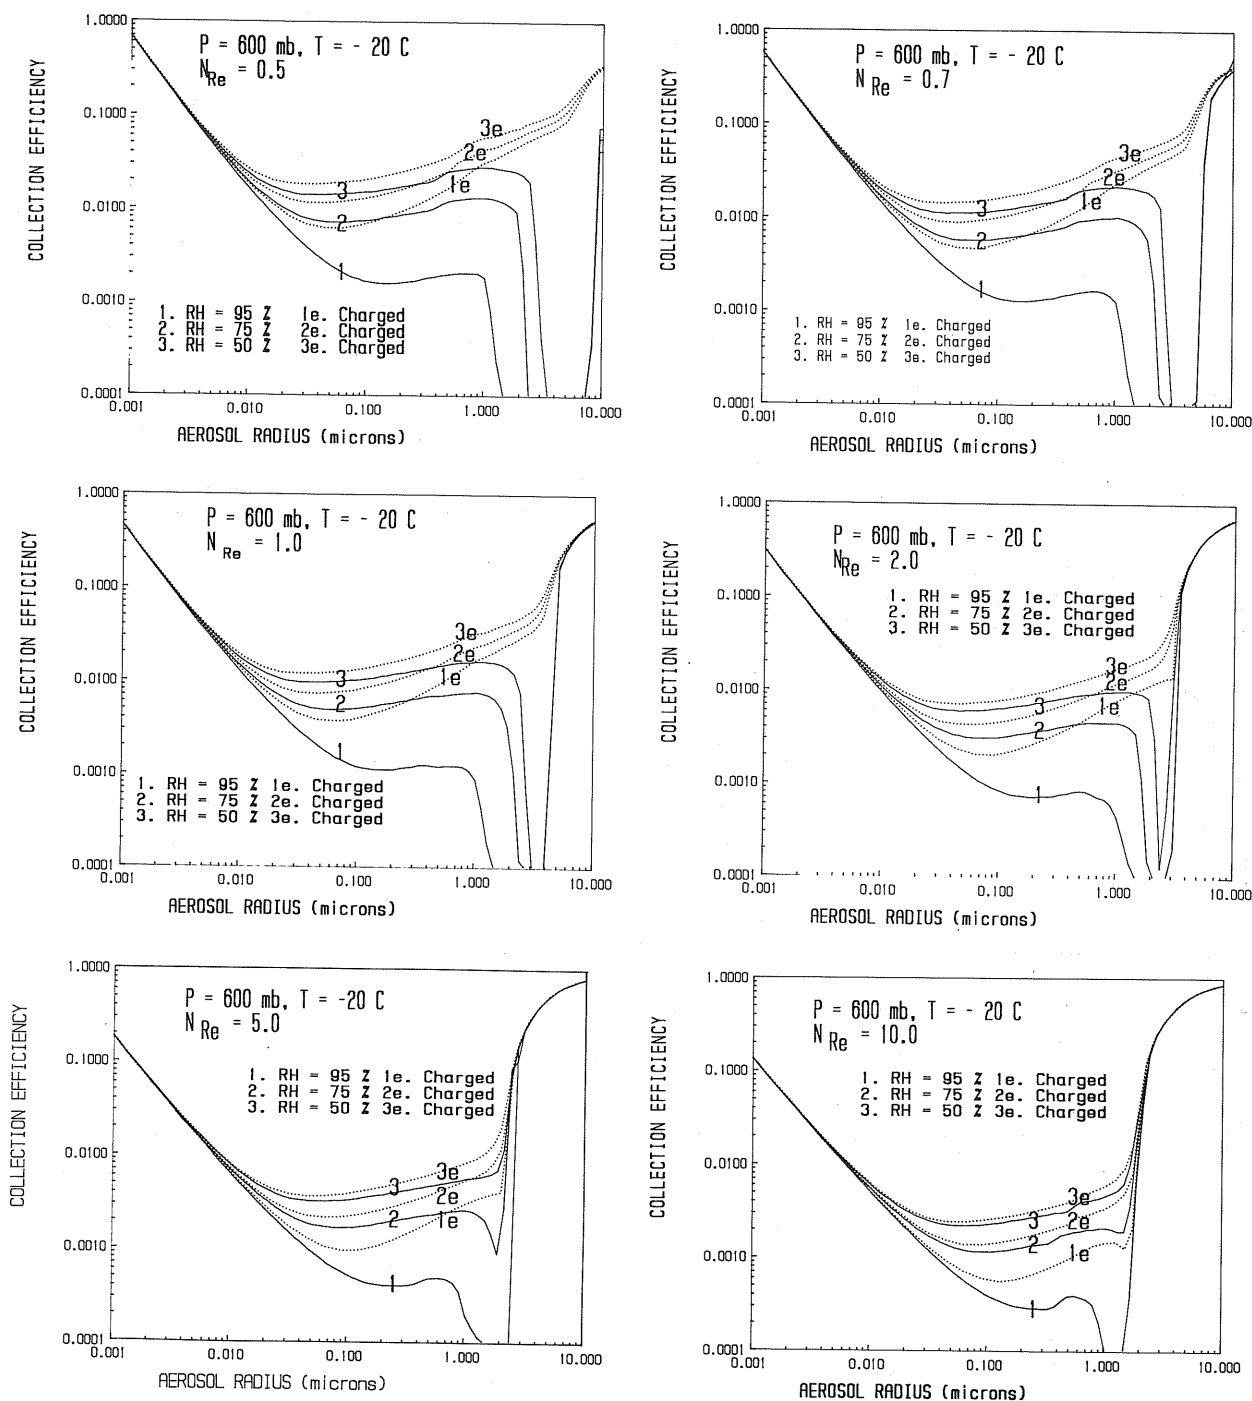 P = 600 mb, T = - 20 C
NRe = 0.5
COLLECTION EFFICIENCY
1.0000
0.1000
0.0100
0.0010
0.0001
3e
2e
1e
3
2
1
1. RH = 95 % 1e. Charged
2. RH = 75 % 2e. Charged
3. RH = 50 % 3e. Charged
0.001 0.010 0.100 1.000 10.000
AEROSOL RADIUS (microns)
P = 600 mb, T = - 20 C
N Re = 0.7
COLLECTION EFFICIENCY
1.0000
0.1000
0.0100
0.0010
0.0001
3e
2e
1e
3
2
1
1. RH = 95 % 1e. Charged
2. RH = 75 % 2e. Charged
3. RH = 50 % 3e. Charged
0.001 0.010 0.100 1.000 10.000
AEROSOL RADIUS (microns)
P = 600 mb, T = - 20 C
N Re = 1.0
COLLECTION EFFICIENCY
1.0000
0.1000
0.0100
0.0010
0.0001
3e
2e
1e
3
2
1
1. RH = 95 % 1e. Charged
2. RH = 75 % 2e. Charged
3. RH = 50 % 3e. Charged
0.001 0.010 0.100 1.000 10.000
AEROSOL RADIUS (microns)
P = 600 mb, T = - 20 C
NRe = 2.0
COLLECTION EFFICIENCY
1.0000
0.1000
0.0100
0.0010
0.0001
1. RH = 95 % 1e. Charged
2. RH = 75 % 2e. Charged
3. RH = 50 % 3e. Charged
3e
2e
1e
3
2
1
0.001 0.010 0.100 1.000 10.000
AEROSOL RADIUS (microns)
P = 600 mb, T = -20 C
N Re = 5.0
COLLECTION EFFICIENCY
1.0000
0.1000
0.0100
0.0010
0.0001
1. RH = 95 % 1e. Charged
2. RH = 75 % 2e. Charged
3. RH = 50 % 3e. Charged
3e
3
2e
2
1e
1
0.001 0.010 0.100 1.000 10.000
AEROSOL RADIUS (microns)
P = 600 mb, T = - 20 C
N Re = 10.0
COLLECTION EFFICIENCY
1.0000
0.1000
0.0100
0.0010
0.0001
1. RH = 95 % 1e. Charged
2. RH = 75 % 2e. Charged
3. RH = 50 % 3e. Charged
3e
3
2e
2
1e
1
0.001 0.010 0.100 1.000 10.000
AEROSOL RADIUS (microns)